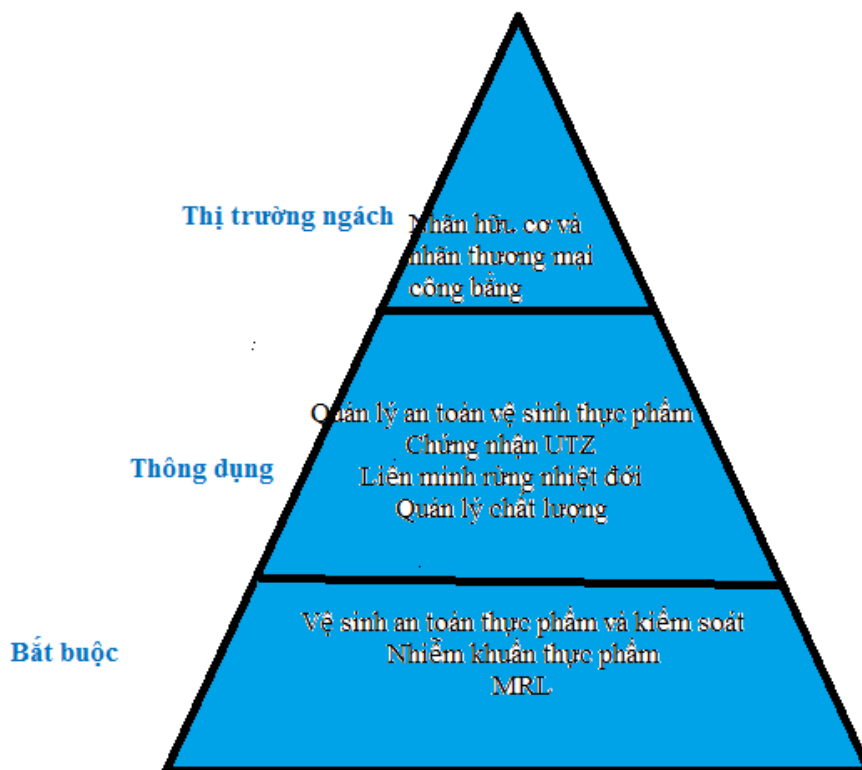 Thị trường ngách
Nhãn hữu cơ và
nhãn thương mại
công bằng
Quản lý an toàn vệ sinh thực phẩm
Chứng nhận UTZ
Thông dụng
Liên minh rừng nhiệt đới
Quản lý chất lượng
Vệ sinh an toàn thực phẩm và kiểm soát
Bắt buộc
Nhiễm khuẩn thực phẩm
MRL